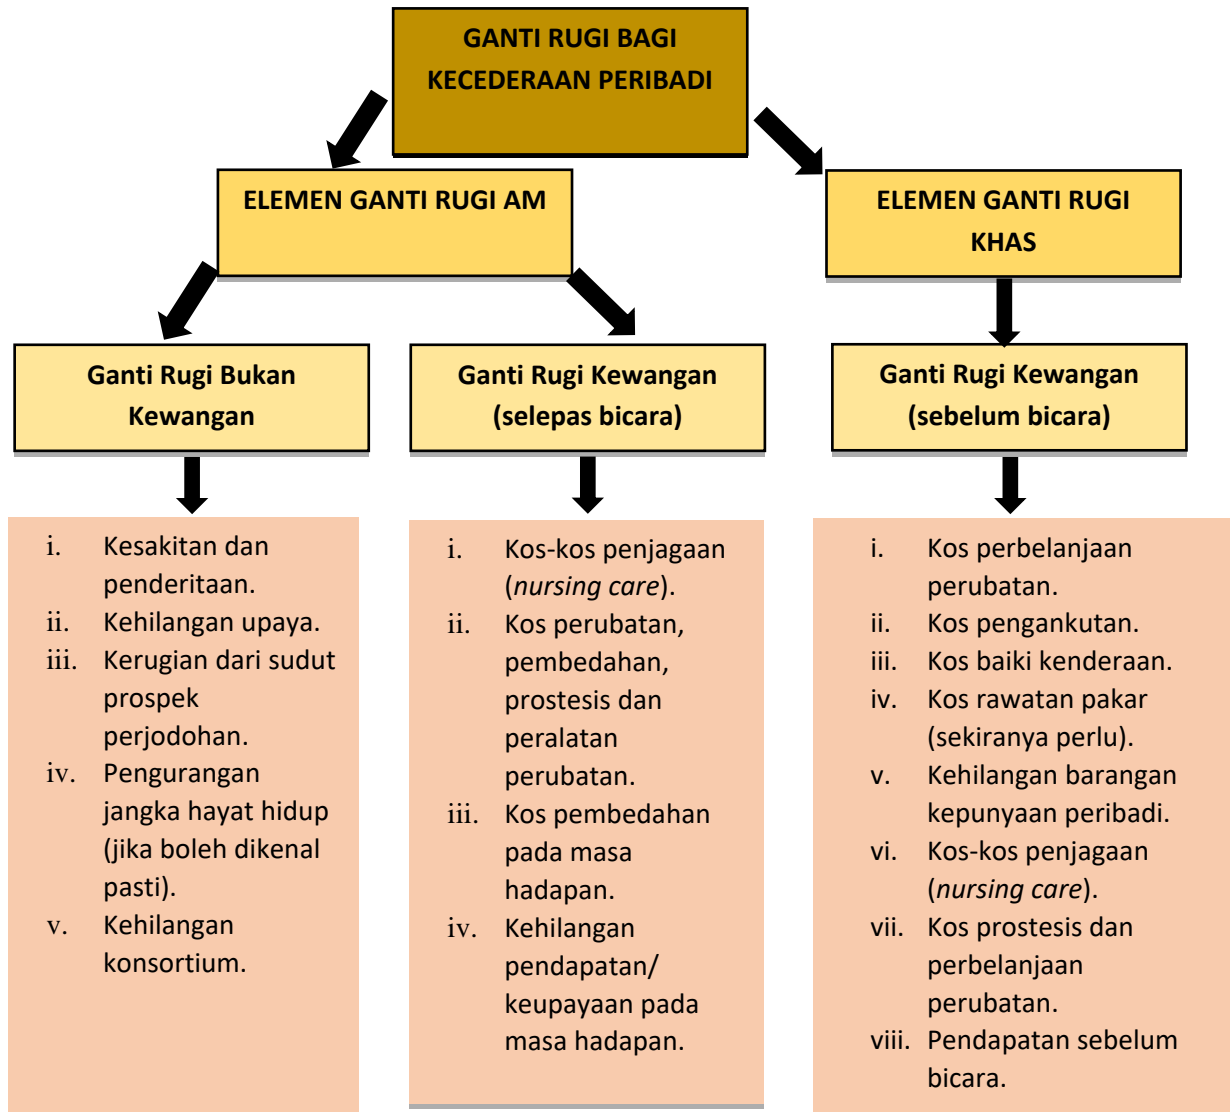 GANTI RUGI BAGI
KECEDERAAN PERIBADI
ELEMEN GANTI RUGI AM
ELEMEN GANTI RUGI
KHAS
Ganti Rugi Bukan
Kewangan
Ganti Rugi Kewangan
(selepas bicara)
Ganti Rugi Kewangan
(sebelum bicara)
i. Kesakitan dan
penderitaan.
ii. Kehilangan upaya.
iii. Kerugian dari sudut
prospek
perjodohan.
iv. Pengurangan
jangka hayat hidup
(jika boleh dikenal
pasti).
v. Kehilangan
konsortium.
i. Kos-kos penjagaan
(nursing care).
ii. Kos perubatan,
pembedahan,
prostesis dan
peralatan
perubatan.
iii. Kos pembedahan
pada masa
hadapan.
iv. Kehilangan
pendapatan/
keupayaan pada
masa hadapan.
i. Kos perbelanjaan
perubatan.
ii. Kos pengankutan.
iii. Kos baiki kenderaan.
iv. Kos rawatan pakar
(sekiranya perlu).
v. Kehilangan barangan
kepunyaan peribadi.
vi. Kos-kos penjagaan
(nursing care).
vii. Kos prostesis dan
perbelanjaan
perubatan.
viii. Pendapatan sebelum
bicara.